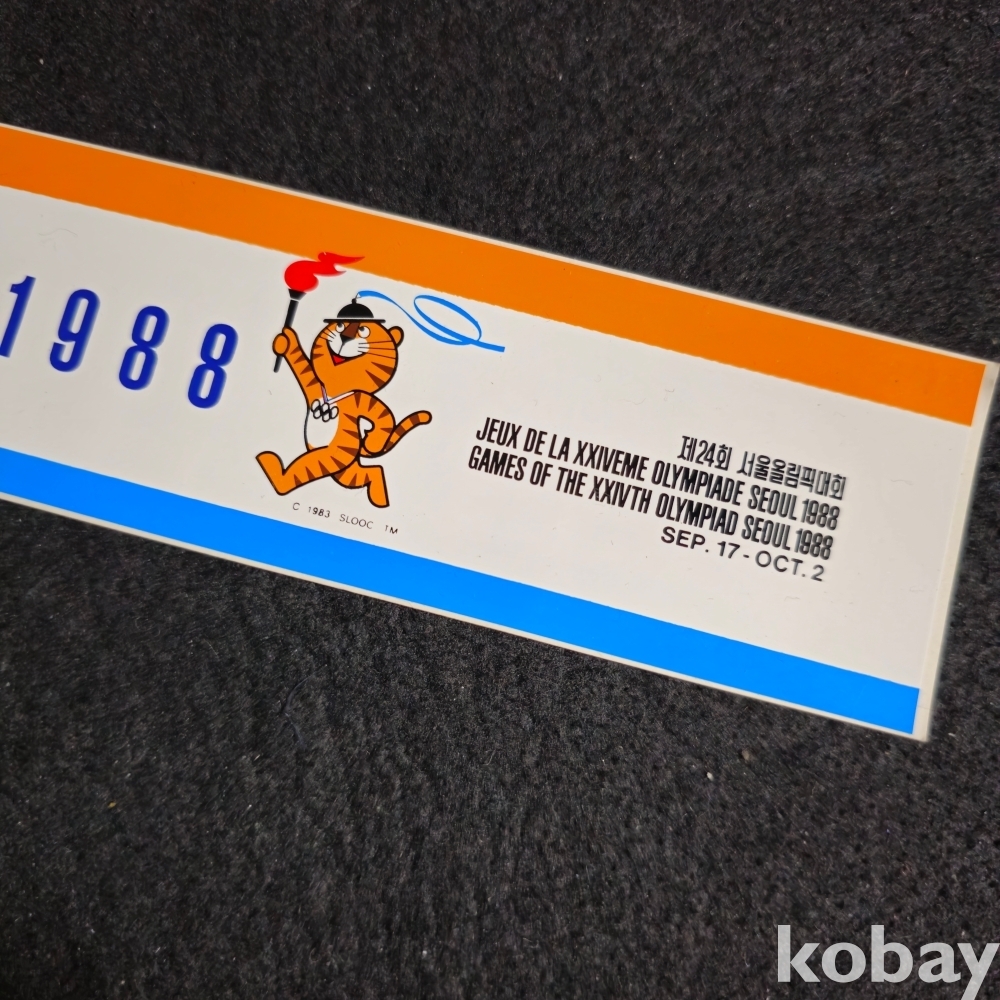 1988
C 1983 SLOOC TM
제24회 서울올림픽대회
JEUX DE LA XXIVEME OLYMPIADE SEOUL 1988
GAMES OF THE XXIVTH OLYMPIAD SEOUL 1988
SEP. 17 - OCT. 2
kobay